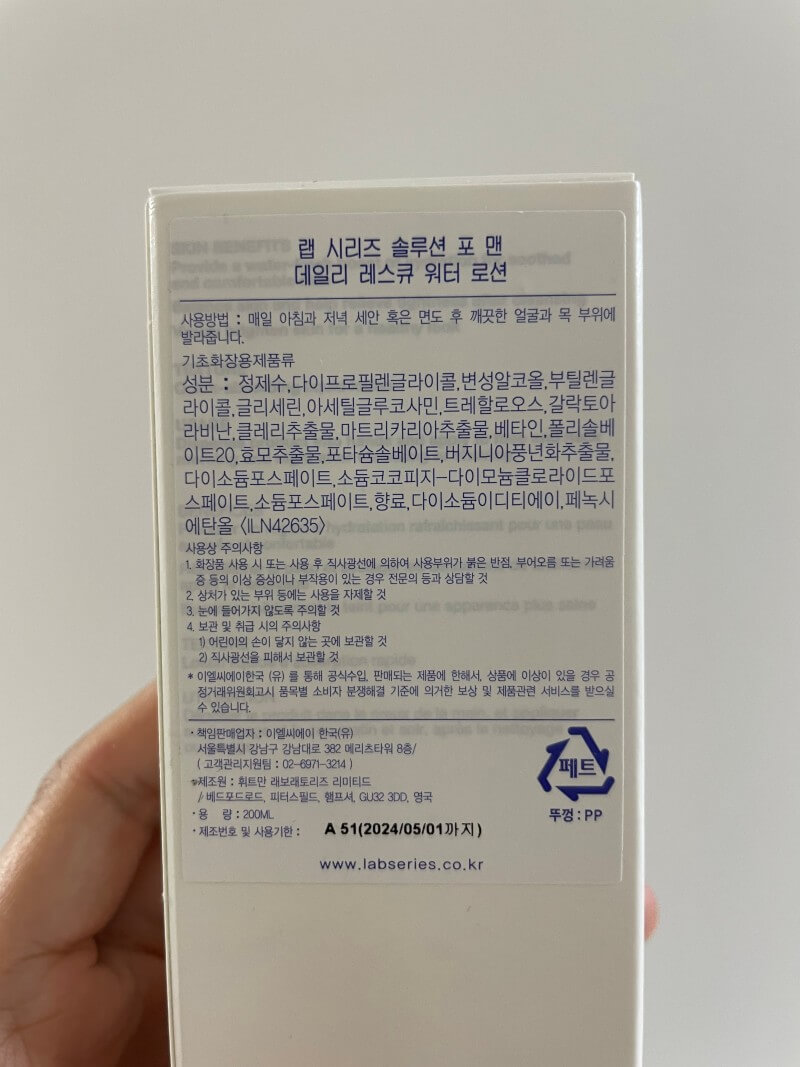 랩 시리즈 솔루션 포 맨
데일리 레스큐 워터 로션
사용방법 : 매일 아침과 저녁 세안 혹은 면도 후 깨끗한 얼굴과 목 부위에
발라줍니다.
기초화장용제품류
성분 : 정제수,다이프로필렌글라이콜,변성알코올,부틸렌글
라이콜,글리세린,아세틸글루코사민,트레할로오스,갈락토아
라비난,클레리추출물,마트리카리아추출물,베타인,폴리솔베
이트20,효모추출물,포타슘솔베이트,버지니아풍년화추출물,
다이소듐포스페이트,소듐코코피지-다이모늄클로라이드포
스페이트,소듐포스페이트,향료,다이소듐이디티에이,페녹시
에탄올 <ILN42635>
사용상 주의사항
1. 화장품 사용 시 또는 사용 후 직사광선에 의하여 사용부위가 붉은 반점, 부어오름 또는 가려움
증 등의 이상 증상이나 부작용이 있는 경우 전문의 등과 상담할 것
2. 상처가 있는 부위 등에는 사용을 자제할 것
3. 눈에 들어가지 않도록 주의할 것
4. 보관 및 취급 시의 주의사항
1) 어린이의 손이 닿지 않는 곳에 보관할 것
2) 직사광선을 피해서 보관할 것
* 이엘씨에이한국 (유) 를 통해 공식수입, 판매되는 제품에 한해서, 상품에 이상이 있을 경우 공
정거래위원회고시 품목별 소비자 분쟁해결 기준에 의거한 보상 및 제품관련 서비스를 받으실
수 있습니다.
· 책임판매업자 : 이엘씨에이 한국(유)
서울특별시 강남구 강남대로 382 메리츠타워 8층/
( 고객관리지원팀 : 02-6971-3214 )
· 제조원 : 휘트만 래보래토리즈 리미티드
/ 베드포드로드, 피터스필드, 햄프셔, GU32 3DD, 영국
· 용 량 : 200ML
· 제조번호 및 사용기한 : A 51(2024/05/01까지)
페트
뚜껑 : PP
www.labseries.co.kr